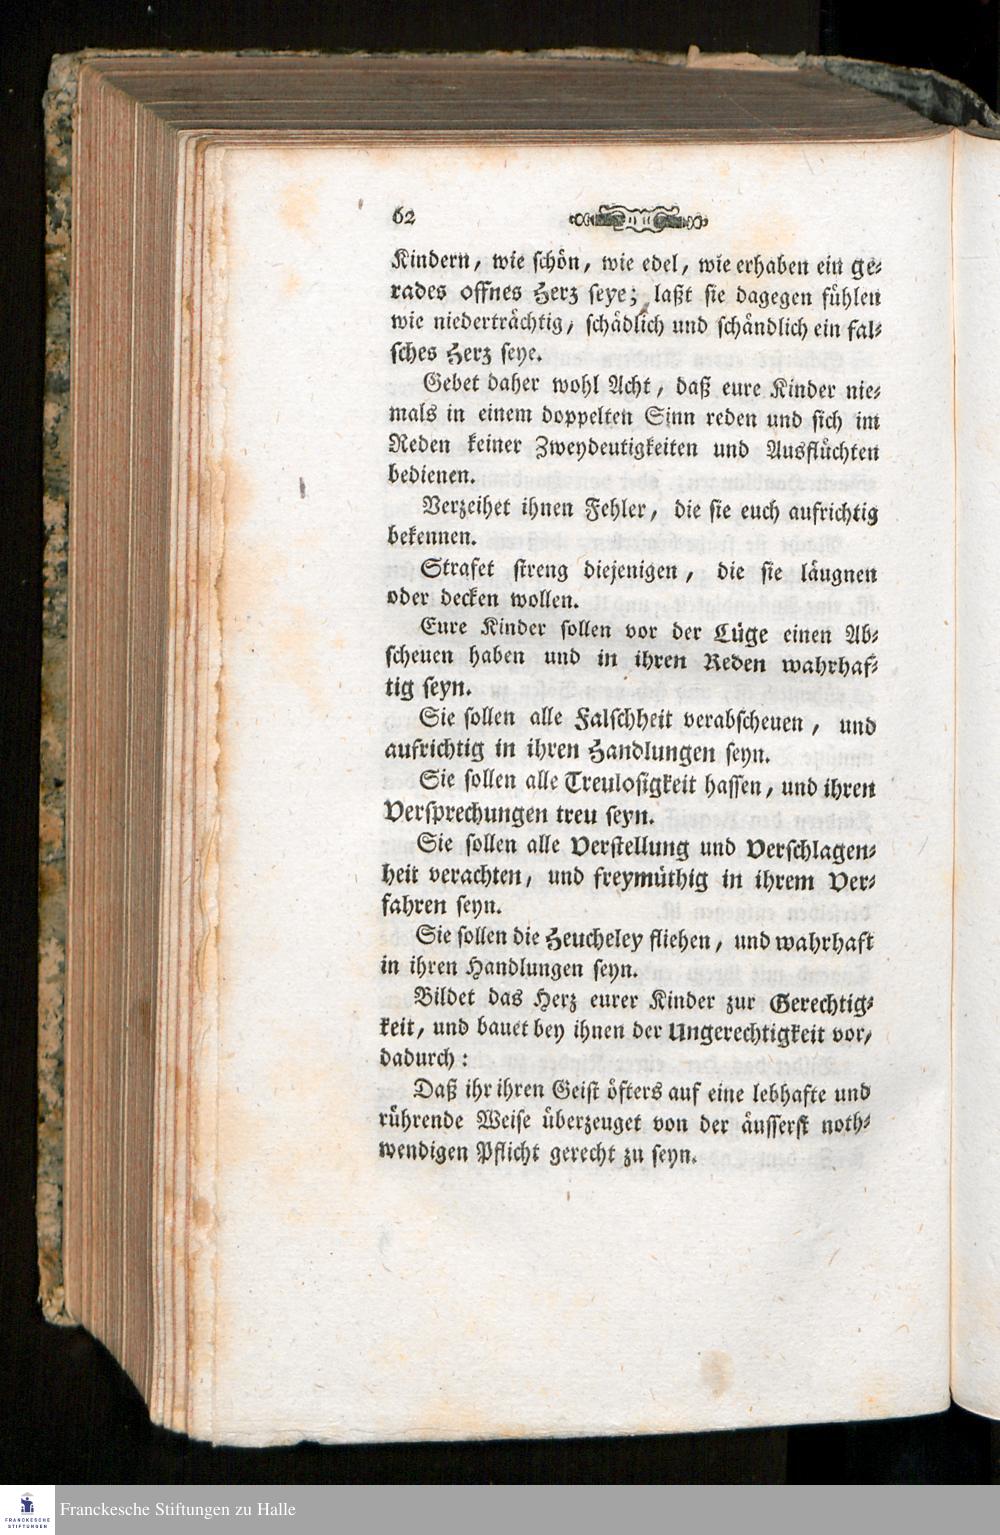 62
Kindern, wie schön, wie edel, wie erhaben ein ge-
rades offnes Herz seye; laßt sie dagegen fühlen
wie niederträchtig, schädlich und schändlich ein fal-
sches Herz seye.
Gebet daher wohl Acht, daß eure Kinder nie-
mals in einem doppelten Sinn reden und sich im
Reden keiner Zweydeutigkeiten und Ausflüchten
bedienen.
Verzeihet ihnen Fehler, die sie euch aufrichtig
bekennen.
Strafet streng diejenigen, die sie läugnen
oder decken wollen.
Eure Kinder sollen vor der Lüge einen Ab-
scheuen haben und in ihren Reden wahrhaf-
tig seyn.
Sie sollen alle Falschheit verabscheuen, und
aufrichtig in ihren Handlungen seyn.
Sie sollen alle Treulosigkeit hassen, und ihren
Versprechungen treu seyn.
Sie sollen alle Verstellung und Verschlagen-
heit verachten, und freymüthig in ihrem Ver-
fahren seyn.
Sie sollen die Heucheley fliehen, und wahrhaft
in ihren Handlungen seyn.
Bildet das Herz eurer Kinder zur Gerechtig-
keit, und bauet bey ihnen der Ungerechtigkeit vor,
dadurch:
Daß ihr ihren Geist öfters auf eine lebhafte und
rührende Weise überzeuget von der äusserst noth-
wendigen Pflicht gerecht zu seyn.
FRANCKESCHE
STIFTUNGEN
Franckesche Stiftungen zu Halle